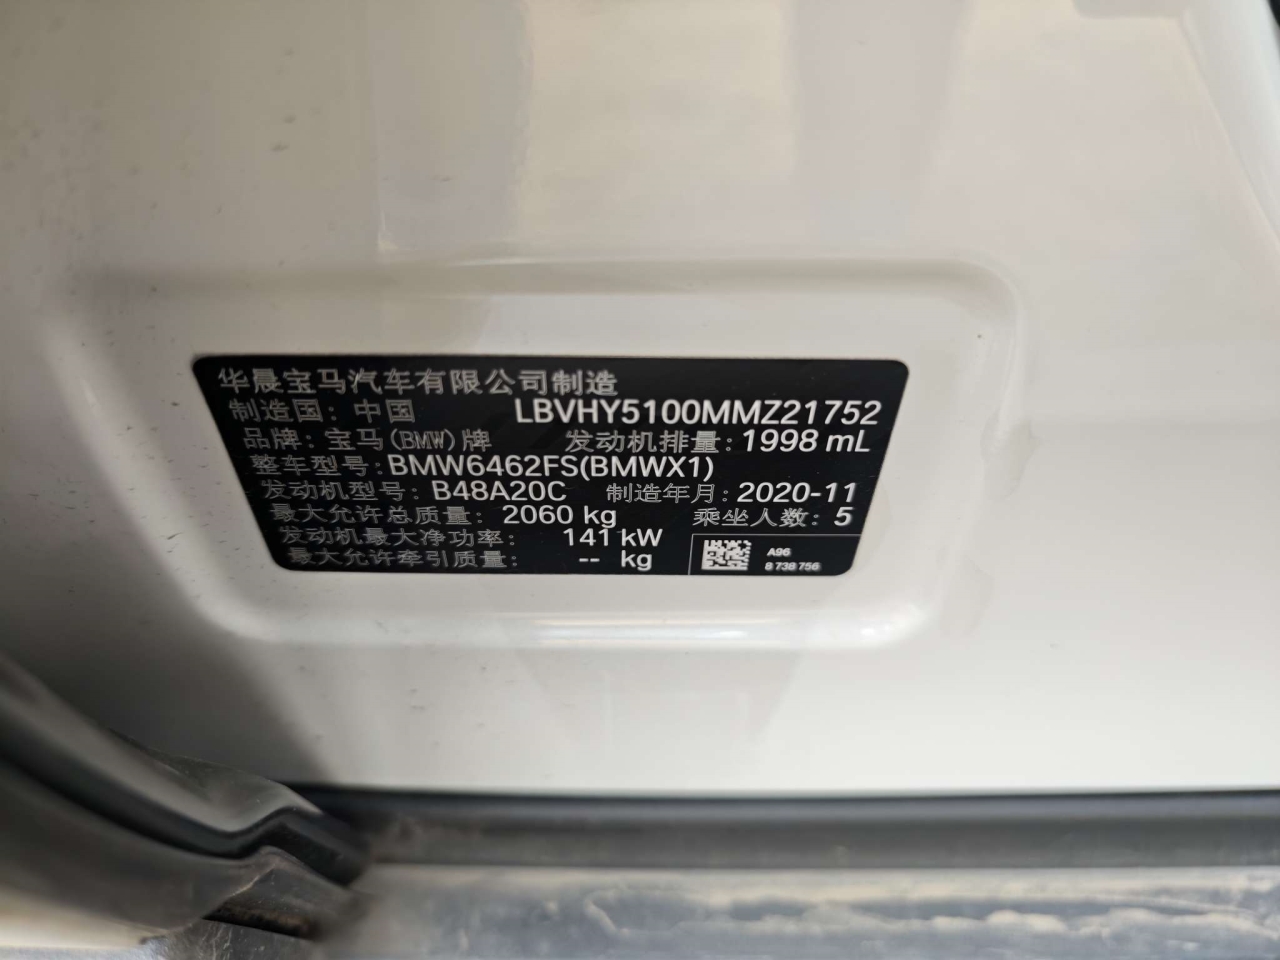 华晨宝马汽车有限公司制造
制造国: 中国 LBVHY5100MMZ21752
品牌: 宝马(BMW)牌 发动机排量: 1998 mL
整车型号: BMW6462FS(BMWX1)
发动机型号: B48A20C 制造年月: 2020-11
最大允许总质量: 2060 kg 乘坐人数: 5
发动机最大净功率: 141 kW
最大允许牵引质量: -- kg
A96
8 738 756